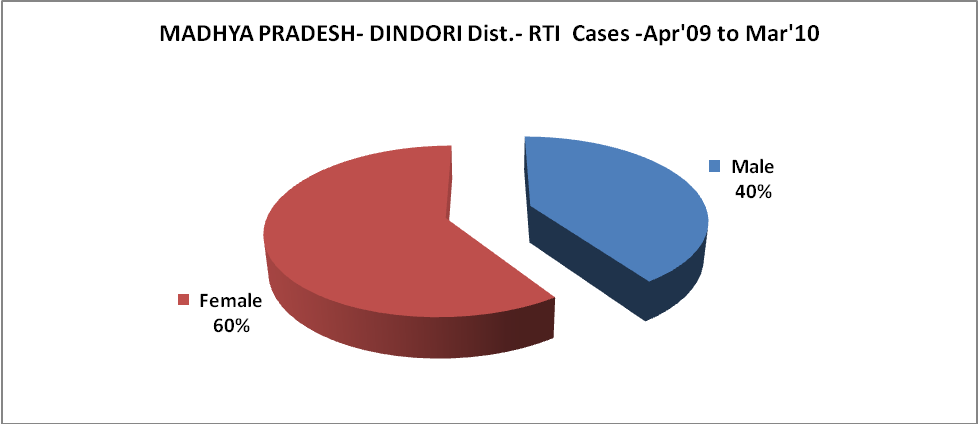 MADHYA PRADESH- DINDORI Dist.- RTI Cases -Apr'09 to Mar'10
Male
40%
Female
60%